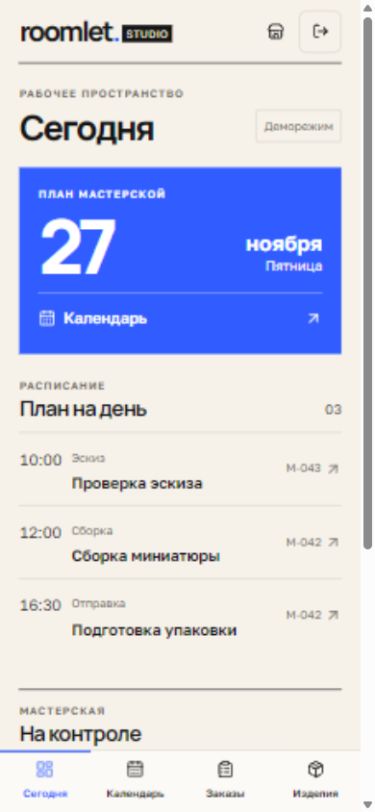 roomlet. STUDIO
РАБОЧЕЕ ПРОСТРАНСТВО
Сегодня
Деморежим
ПЛАН МАСТЕРСКОЙ
27
ноября
Пятница
Календарь
РАСПИСАНИЕ
План на день
03
10:00 Эскиз
Проверка эскиза
М-043
12:00 Сборка
Сборка миниатюры
М-042
16:30 Отправка
Подготовка упаковки
М-042
МАСТЕРСКАЯ
На контроле
Сегодня Календарь Заказы Изделия